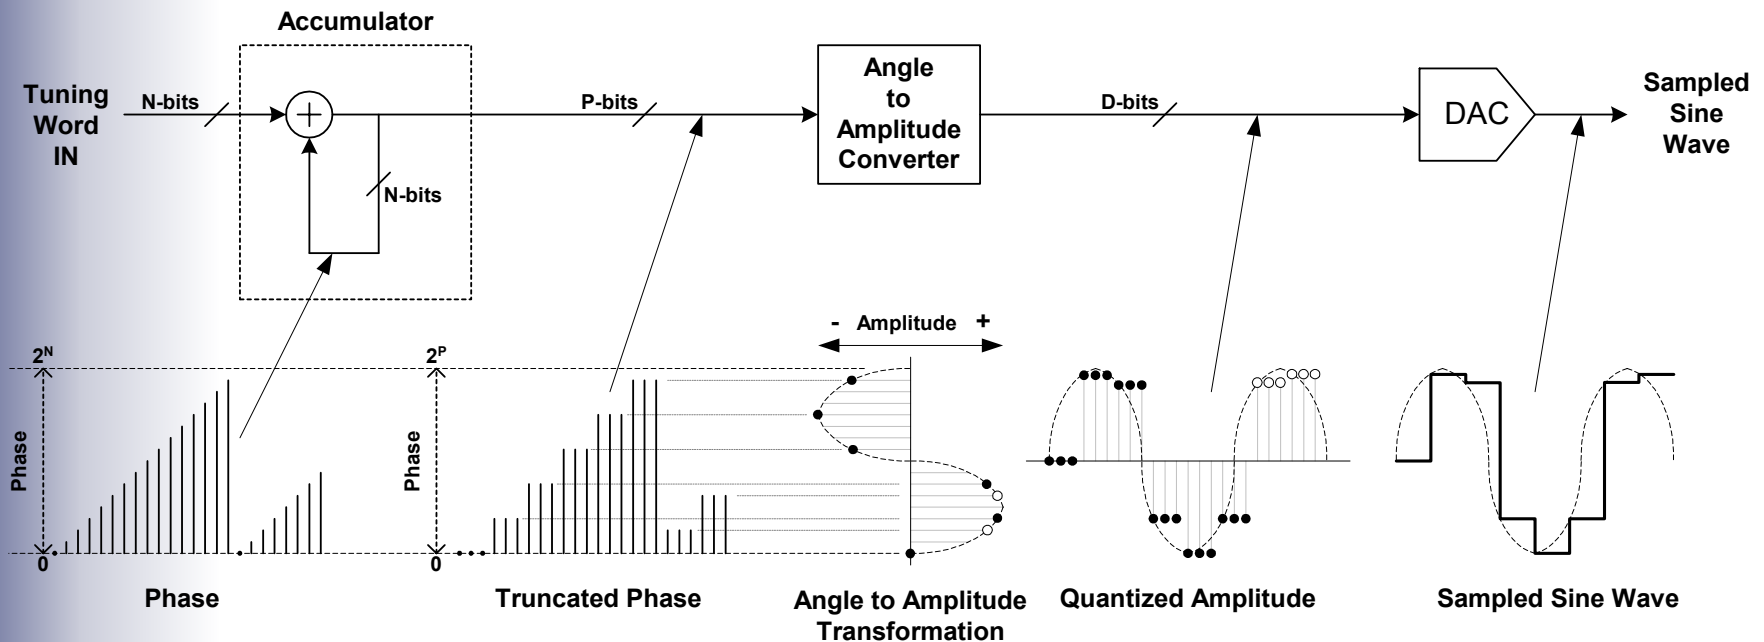 Accumulator
Tuning
Word
IN
N-bits
+
N-bits
P-bits
Angle
to
Amplitude
Converter
D-bits
DAC
Sampled
Sine
Wave
- Amplitude +
2^N
Phase
0
2^P
Phase
0
Phase
Truncated Phase
Angle to Amplitude
Transformation
Quantized Amplitude
Sampled Sine Wave